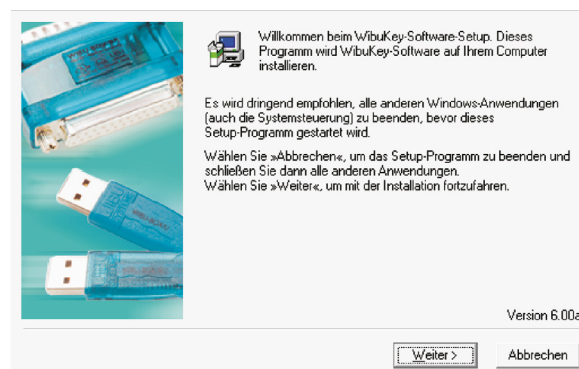 Willkommen beim WibuKey-Software-Setup. Dieses
Programm wird WibuKey-Software auf Ihrem Computer
installieren.
Es wird dringend empfohlen, alle anderen Windows-Anwendungen
(auch die Systemsteuerung) zu beenden, bevor dieses
Setup-Programm gestartet wird.
Wählen Sie »Abbrechen«, um das Setup-Programm zu beenden und
schließen Sie dann alle anderen Anwendungen.
Wählen Sie »Weiter«, um mit der Installation fortzufahren.
Version 6.00a
Weiter >
Abbrechen